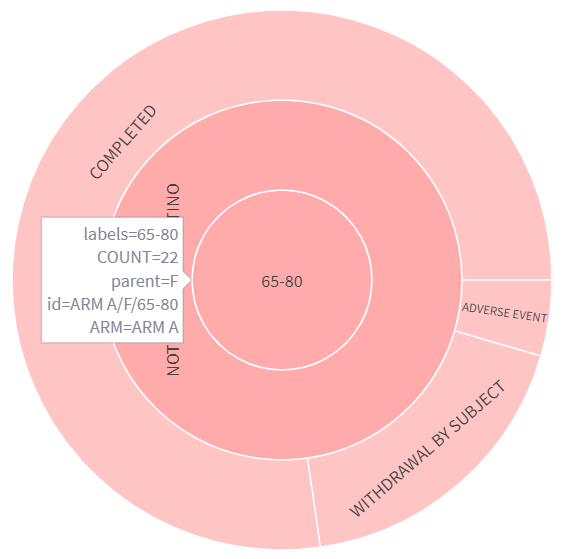 COMPLETED
NOT TINO
labels=65-80
COUNT=22
parent=F
id=ARM A/F/65-80
ARM=ARM A
65-80
ADVERSE EVENT
WITHDRAWAL BY SUBJECT